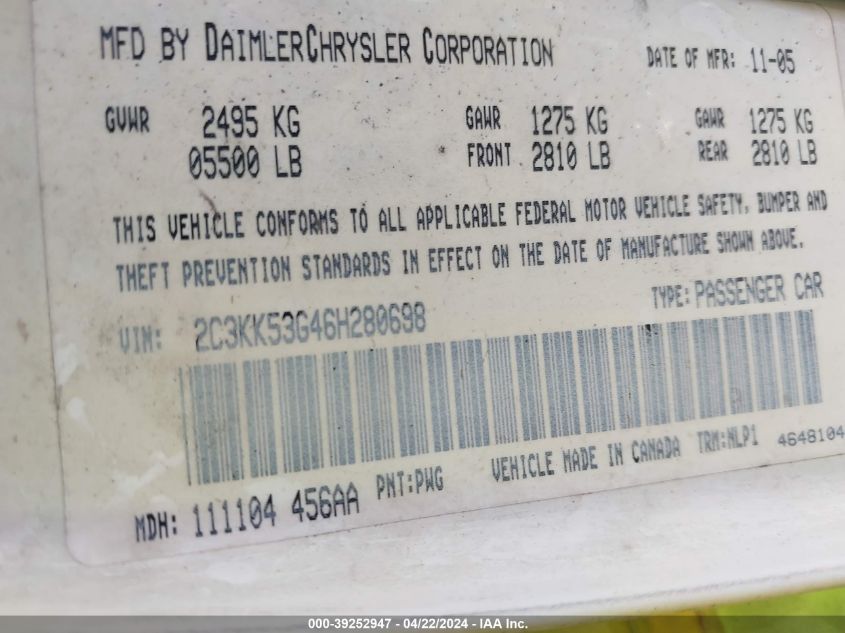 MFD BY DAIMLERCHRYSLER CORPORATION DATE OF MFR: 11-05
GVWR 2495 KG GAWR 1275 KG GAWR 1275 KG
05500 LB FRONT 2810 LB REAR 2810 LB
THIS VEHICLE CONFORMS TO ALL APPLICABLE FEDERAL MOTOR VEHICLE SAFETY, BUMPER AND
THEFT PREVENTION STANDARDS IN EFFECT ON THE DATE OF MANUFACTURE SHOWN ABOVE.
VIN: 2C3KK53G46H280698 TYPE: PASSENGER CAR
MDH: 111104 456AA PNT:PWG VEHICLE MADE IN CANADA TRM:NLP1 4648104
000-39252947 - 04/22/2024 - IAA Inc.